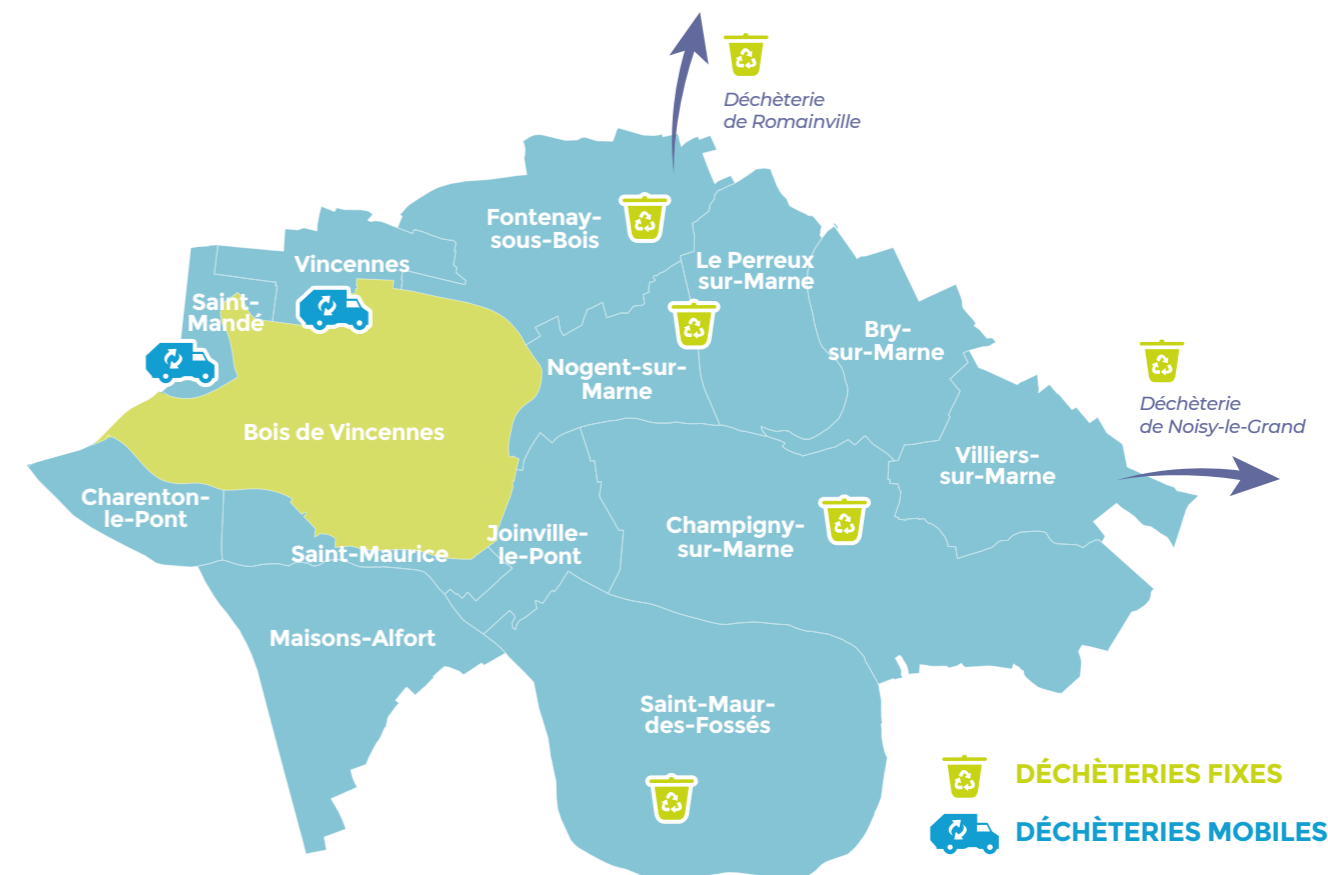 Déchèterie
de Romainville
Fontenay-
sous-Bois
Vincennes
Le Perreux
sur-Marne
Saint-
Mandé
Bry-
sur-Marne
Nogent-sur-
Marne
Déchèterie
de Noisy-le-Grand
Bois de Vincennes
Villiers-
sur-Marne
Charenton-
le-Pont
Joinville-
le-Pont
Champigny-
sur-Marne
Saint-Maurice
Maisons-Alfort
Saint-Maur-
des-Fossés
DÉCHÈTERIES FIXES
DÉCHÈTERIES MOBILES